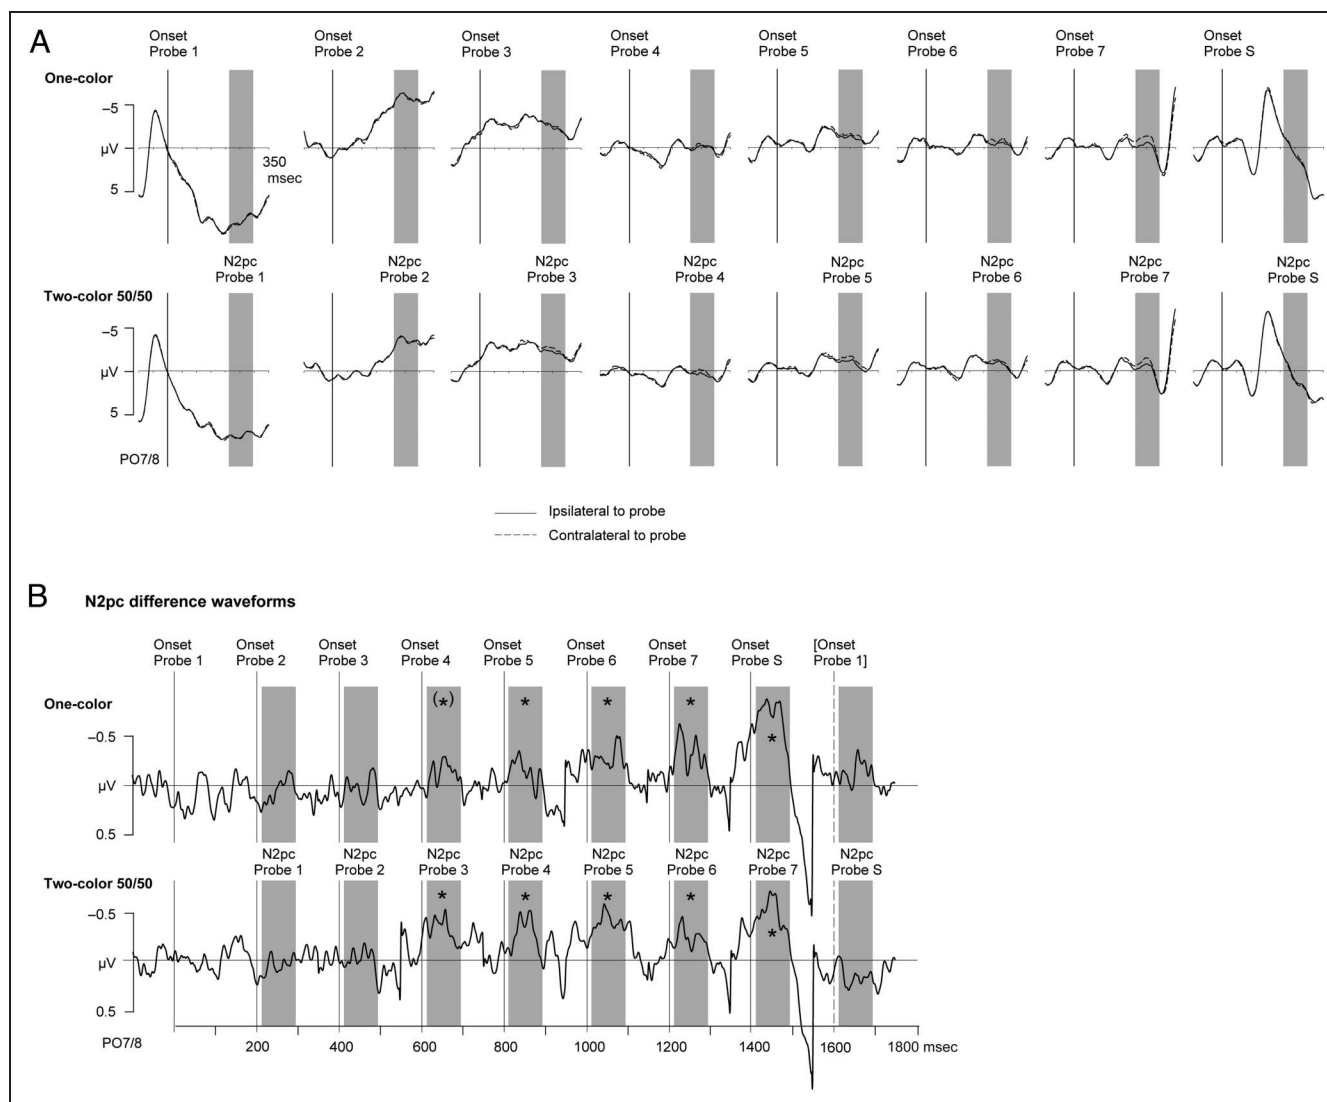 A
Onset Probe 1
Onset Probe 2
Onset Probe 3
Onset Probe 4
Onset Probe 5
Onset Probe 6
Onset Probe 7
Onset Probe S
One-color
−5
µV
5
350 msec
N2pc Probe 1
N2pc Probe 2
N2pc Probe 3
N2pc Probe 4
N2pc Probe 5
N2pc Probe 6
N2pc Probe 7
N2pc Probe S
Two-color 50/50
−5
µV
5
PO7/8
Ipsilateral to probe
Contralateral to probe
B N2pc difference waveforms
Onset Probe 1
Onset Probe 2
Onset Probe 3
Onset Probe 4
Onset Probe 5
Onset Probe 6
Onset Probe 7
Onset Probe S
[Onset Probe 1]
One-color
(*) * * * *
−0.5
µV
0.5
N2pc Probe 1
N2pc Probe 2
N2pc Probe 3
N2pc Probe 4
N2pc Probe 5
N2pc Probe 6
N2pc Probe 7
N2pc Probe S
Two-color 50/50
* * * * *
−0.5
µV
0.5
PO7/8
200 400 600 800 1000 1200 1400 1600 1800 msec